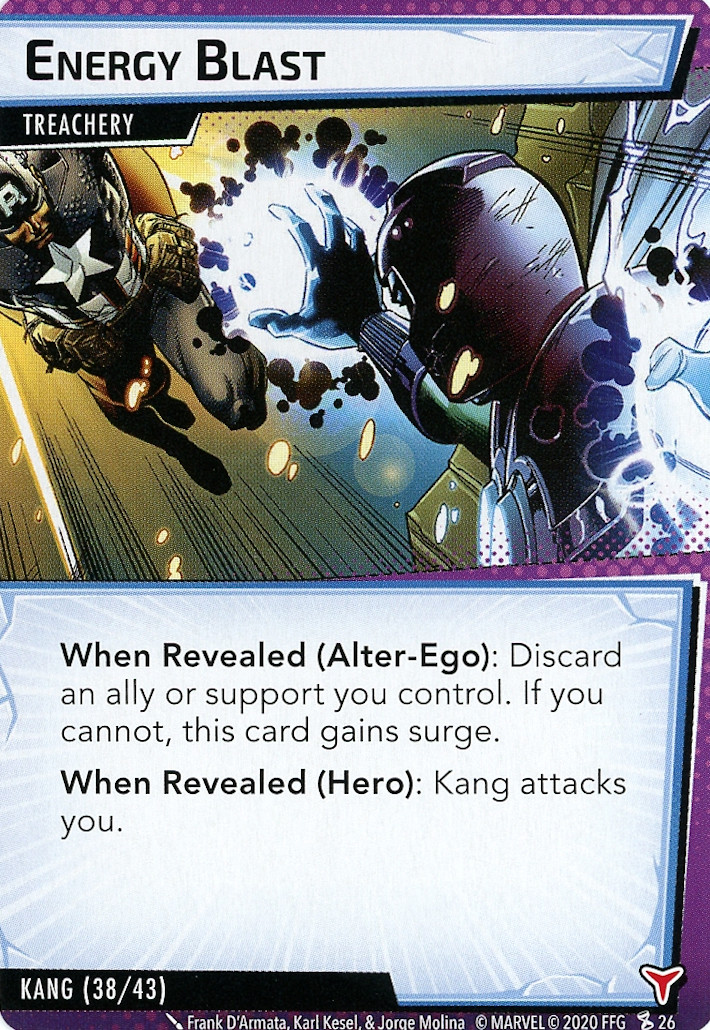 ENERGY BLAST
TREACHERY
A
When Revealed (Alter-Ego): Discard
an ally or support you control. If you
cannot, this card gains surge.
When Revealed (Hero): Kang attacks
you.
KANG (38/43)
Frank D'Armata, Karl Kesel, & Jorge Molina © MARVEL © 2020 FFG 26